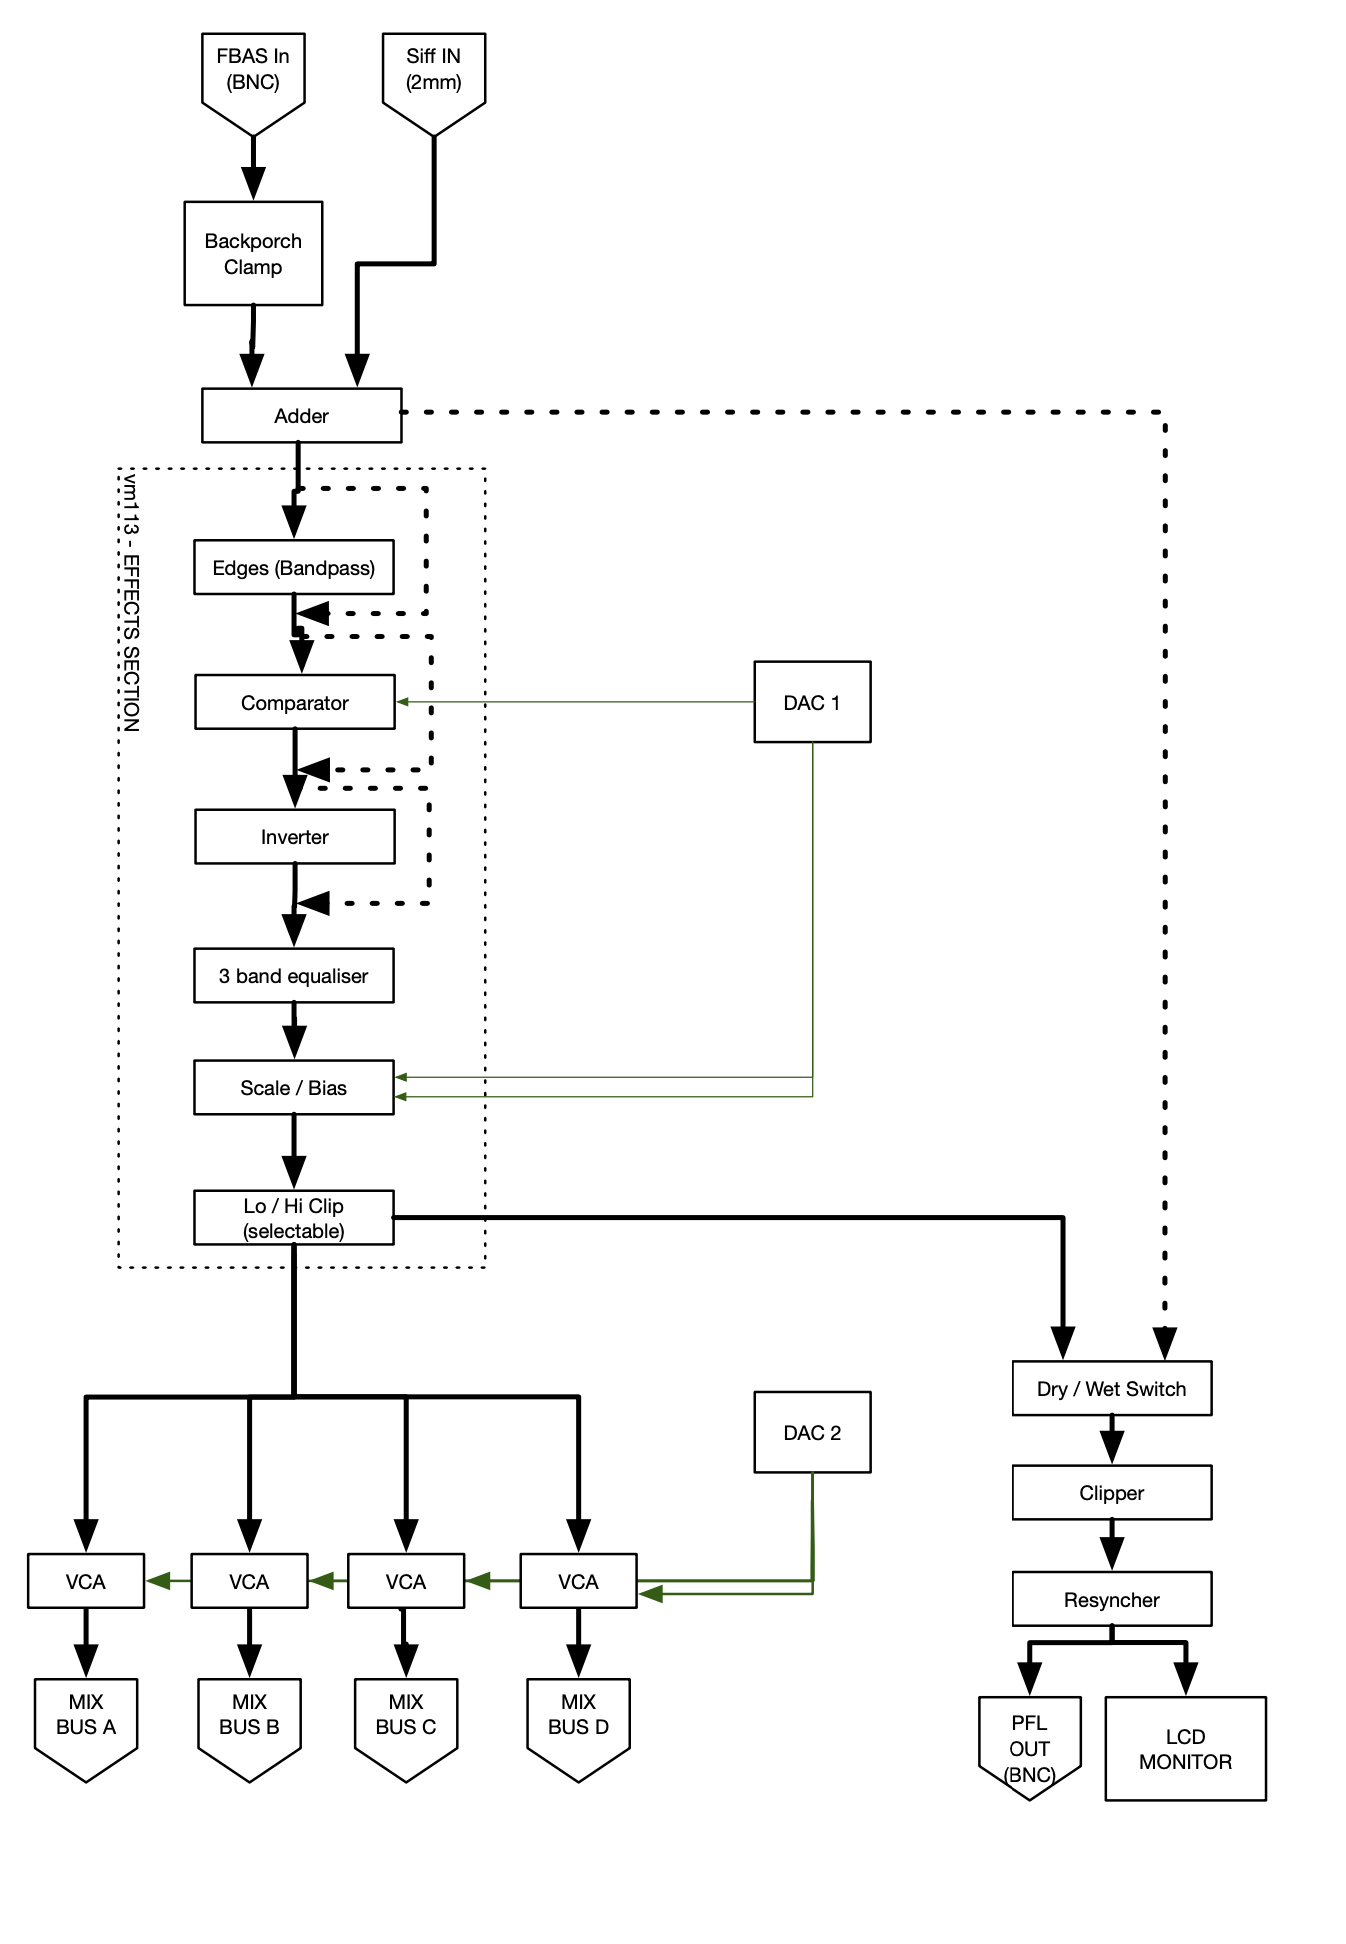 FBAS In
(BNC)
Siff IN
(2mm)
Backporch
Clamp
Adder
vm113 - EFFECTS SECTION
Edges (Bandpass)
Comparator
DAC 1
Inverter
3 band equaliser
Scale / Bias
Lo / Hi Clip
(selectable)
Dry / Wet Switch
DAC 2
Clipper
VCA
VCA
VCA
VCA
Resyncher
MIX
BUS A
MIX
BUS B
MIX
BUS C
MIX
BUS D
PFL
OUT
(BNC)
LCD
MONITOR